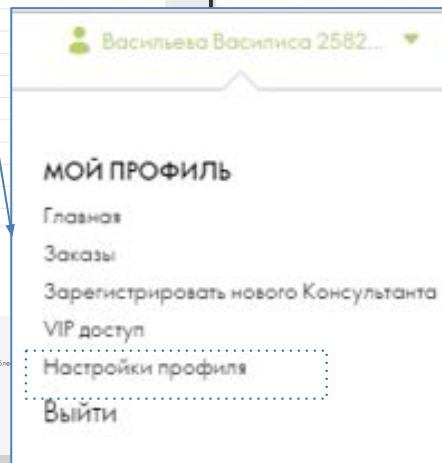 Васильева Василиса 2582...
МОЙ ПРОФИЛЬ
Главная
Заказы
Зарегистрировать нового Консультанта
VIP доступ
Настройки профиля
Выйти